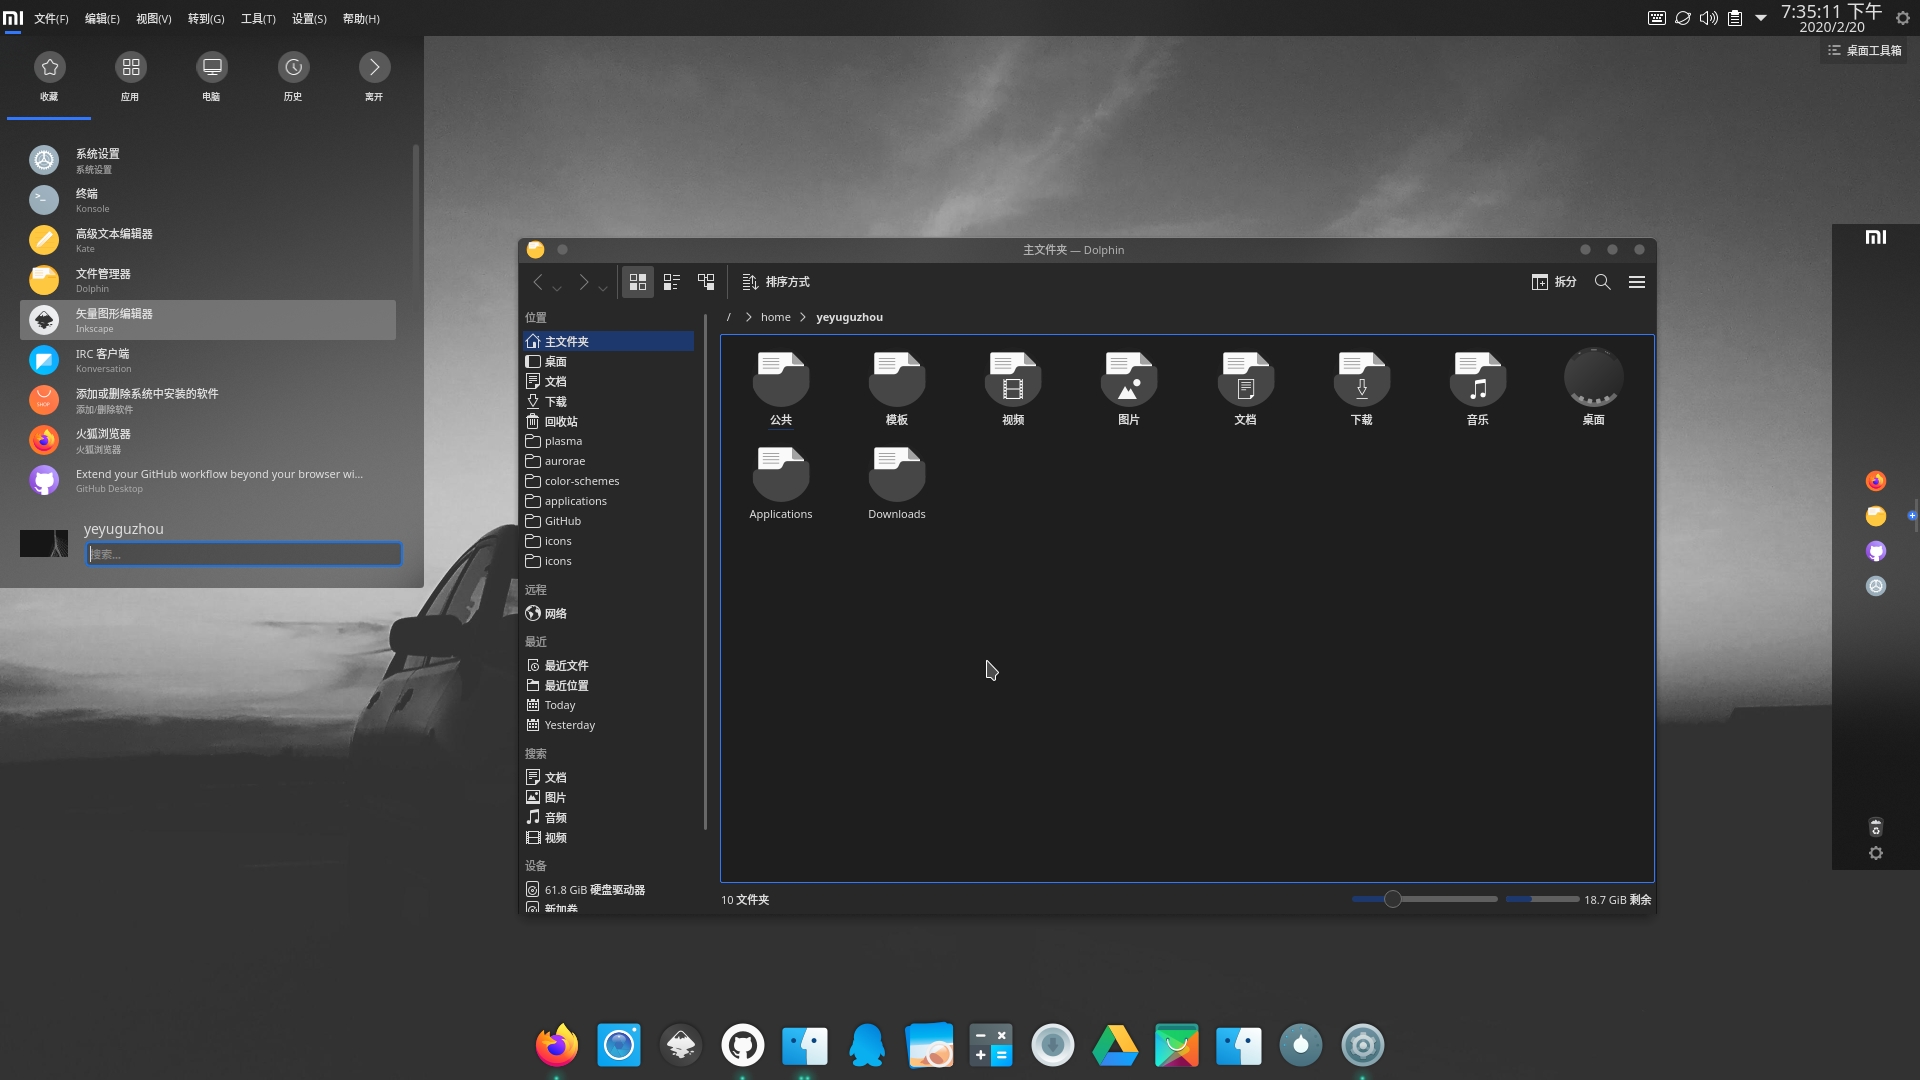 文件(F) 编辑(E) 视图(V) 转到(G) 工具(T) 设置(S) 帮助(H)
7:35:11 下午
2020/2/20
桌面工具箱
收藏 应用 电脑 历史 离开
系统设置
系统设置
终端
Konsole
高级文本编辑器
Kate
文件管理器
Dolphin
矢量图形编辑器
Inkscape
IRC 客户端
Konversation
添加或删除系统中安装的软件
添加/删除软件
火狐浏览器
火狐浏览器
Extend your GitHub workflow beyond your browser wi...
GitHub Desktop
yeyuguzhou
搜索...
主文件夹 — Dolphin
排序方式
拆分
/ home yeyuguzhou
位置
主文件夹
桌面
文档
下载
回收站
plasma
aurorae
color-schemes
applications
GitHub
icons
icons
远程
网络
最近
最近文件
最近位置
Today
Yesterday
搜索
文档
图片
音频
视频
设备
61.8 GiB 硬盘驱动器
新加卷
公共 模板 视频 图片 文档 下载 音乐 桌面
Applications Downloads
10 文件夹
18.7 GiB 剩余